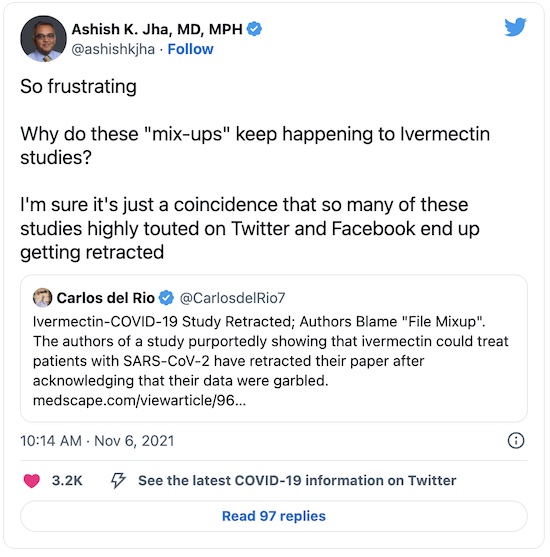 Ashish K. Jha, MD, MPH
@ashishkjha · Follow
So frustrating
Why do these "mix-ups" keep happening to Ivermectin
studies?
I'm sure it's just a coincidence that so many of these
studies highly touted on Twitter and Facebook end up
getting retracted
Carlos del Rio @CarlosdelRio7
Ivermectin-COVID-19 Study Retracted; Authors Blame "File Mixup".
The authors of a study purportedly showing that ivermectin could treat
patients with SARS-CoV-2 have retracted their paper after
acknowledging that their data were garbled.
medscape.com/viewarticle/96…
10:14 AM · Nov 6, 2021
3.2K See the latest COVID-19 information on Twitter
Read 97 replies